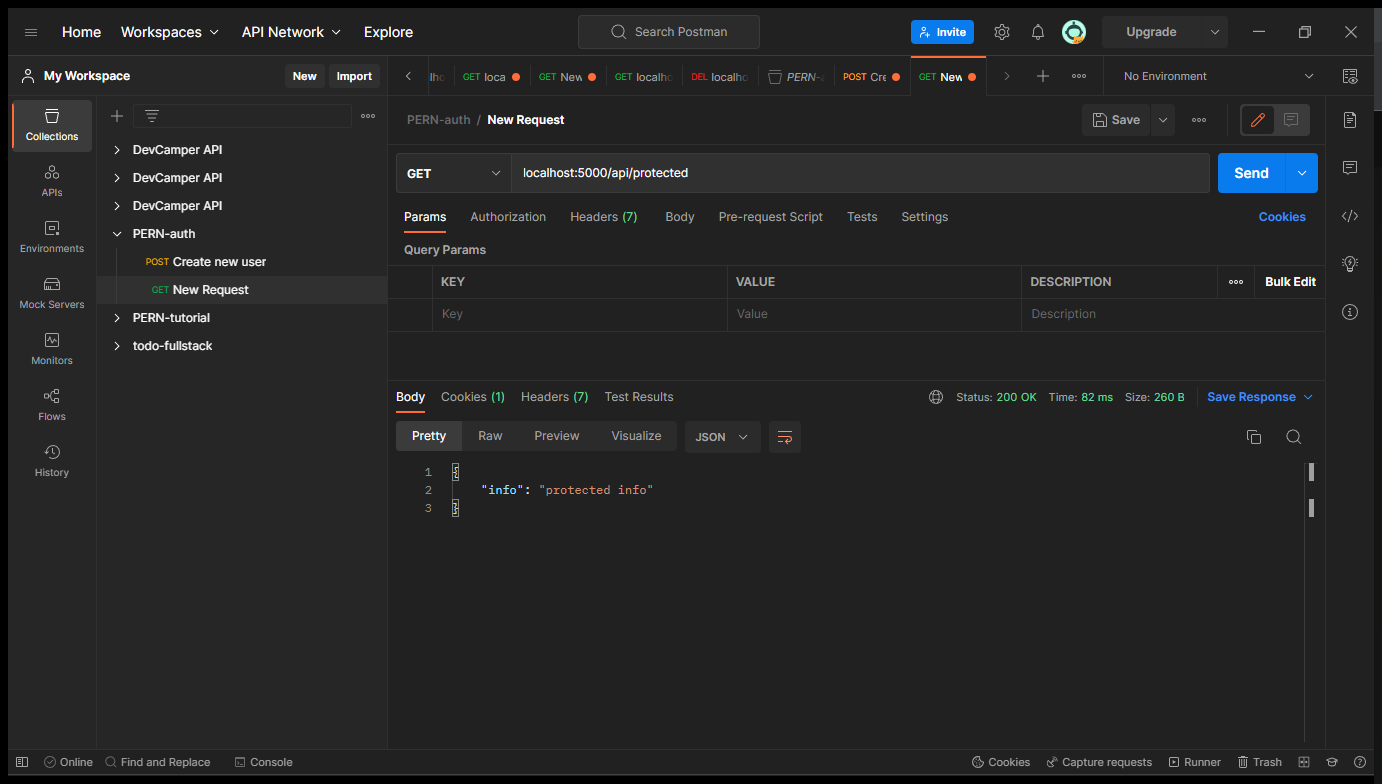 Home Workspaces API Network Explore Search Postman Invite Upgrade
My Workspace New Import GET loca GET New GET localh DEL localho PERN-a POST Cre GET New No Environment
Collections
APIs
Environments
Mock Servers
Monitors
Flows
History
DevCamper API
DevCamper API
DevCamper API
PERN-auth
POST Create new user
GET New Request
PERN-tutorial
todo-fullstack
PERN-auth / New Request Save
GET localhost:5000/api/protected Send
Params Authorization Headers (7) Body Pre-request Script Tests Settings Cookies
Query Params
KEY VALUE DESCRIPTION Bulk Edit
Key Value Description
Body Cookies (1) Headers (7) Test Results Status: 200 OK Time: 82 ms Size: 260 B Save Response
Pretty Raw Preview Visualize JSON
1 {
2 "info": "protected info"
3 }
Online Find and Replace Console Cookies Capture requests Runner Trash